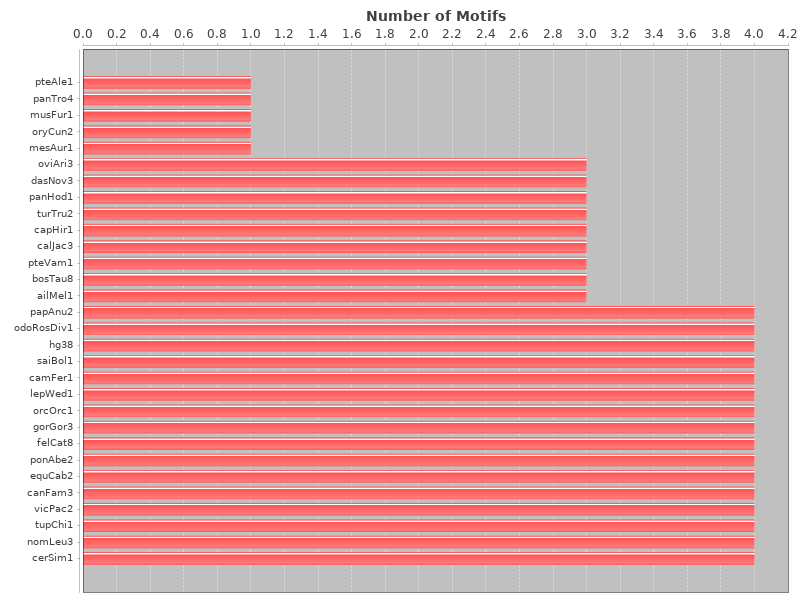 Number of Motifs
0.0 0.2 0.4 0.6 0.8 1.0 1.2 1.4 1.6 1.8 2.0 2.2 2.4 2.6 2.8 3.0 3.2 3.4 3.6 3.8 4.0 4.2
pteAle1
panTro4
musFur1
oryCun2
mesAur1
oviAri3
dasNov3
panHod1
turTru2
capHir1
calJac3
pteVam1
bosTau8
ailMel1
papAnu2
odoRosDiv1
hg38
saiBol1
camFer1
lepWed1
orcOrc1
gorGor3
felCat8
ponAbe2
equCab2
canFam3
vicPac2
tupChi1
nomLeu3
cerSim1